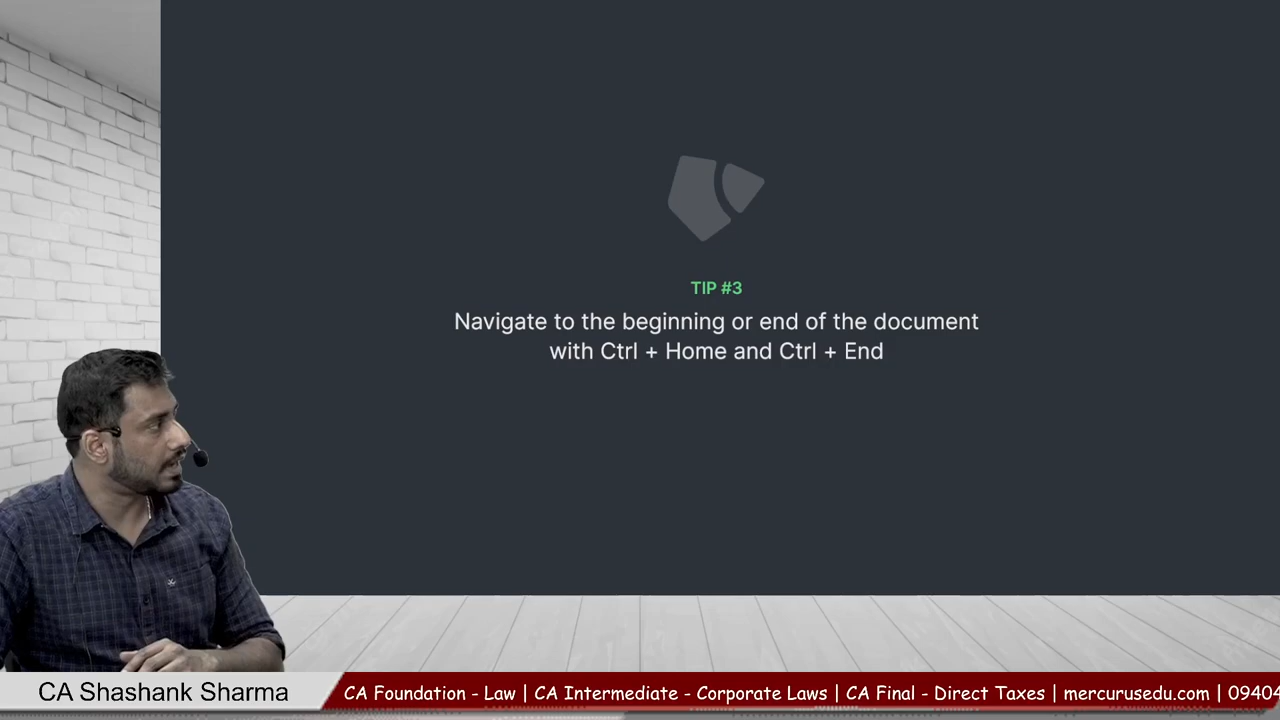 TIP #3
Navigate to the beginning or end of the document
with Ctrl + Home and Ctrl + End
CA Shashank Sharma
CA Foundation - Law | CA Intermediate - Corporate Laws | CA Final - Direct Taxes | mercurusedu.com | 09404